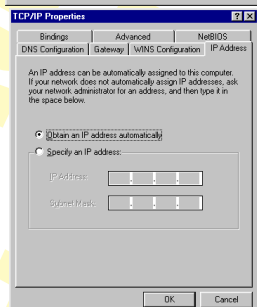 TCP/IP Properties
Bindings Advanced NetBIOS
DNS Configuration Gateway WINS Configuration IP Address
An IP address can be automatically assigned to this computer.
If your network does not automatically assign IP addresses, ask
your network administrator for an address, and then type it in
the space below.
Obtain an IP address automatically
Specify an IP address:
IP Address:
Subnet Mask:
OK Cancel